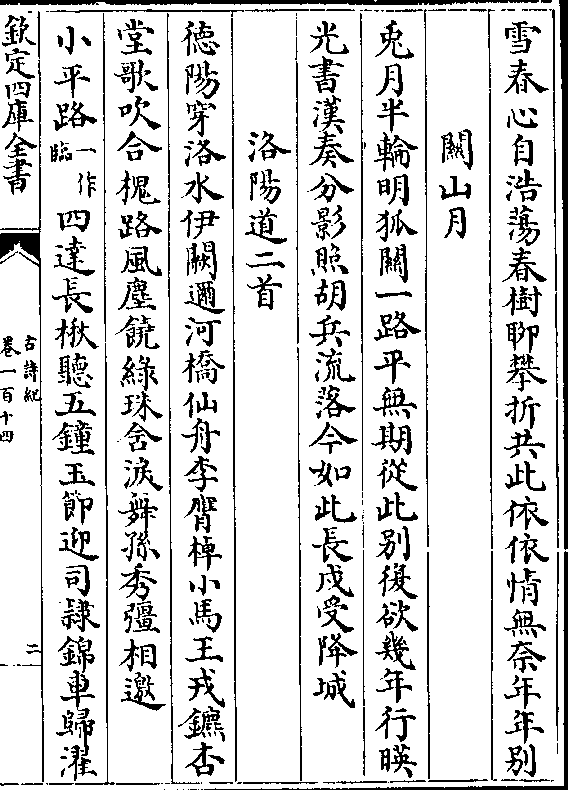 雪春心自浩蕩春樹聊攀折共此依依情無奈年年别
關山月
兎月半輪明狐關一路平無期從此别復欲幾年行暎
光書漢奏分影照胡兵流落今如此長戍受降城
洛陽道二首
徳陽穿洛水伊闕邇河橋仙舟李膺棹小馬王戎鑣杏
堂歌吹合槐路風塵饒綠珠含淚舞孫秀彊相邀
小平路一作臨四達長楸聽五鐘玉節迎司隷錦車歸濯
欽定四庫全書
古詩紀
卷一百十四
二